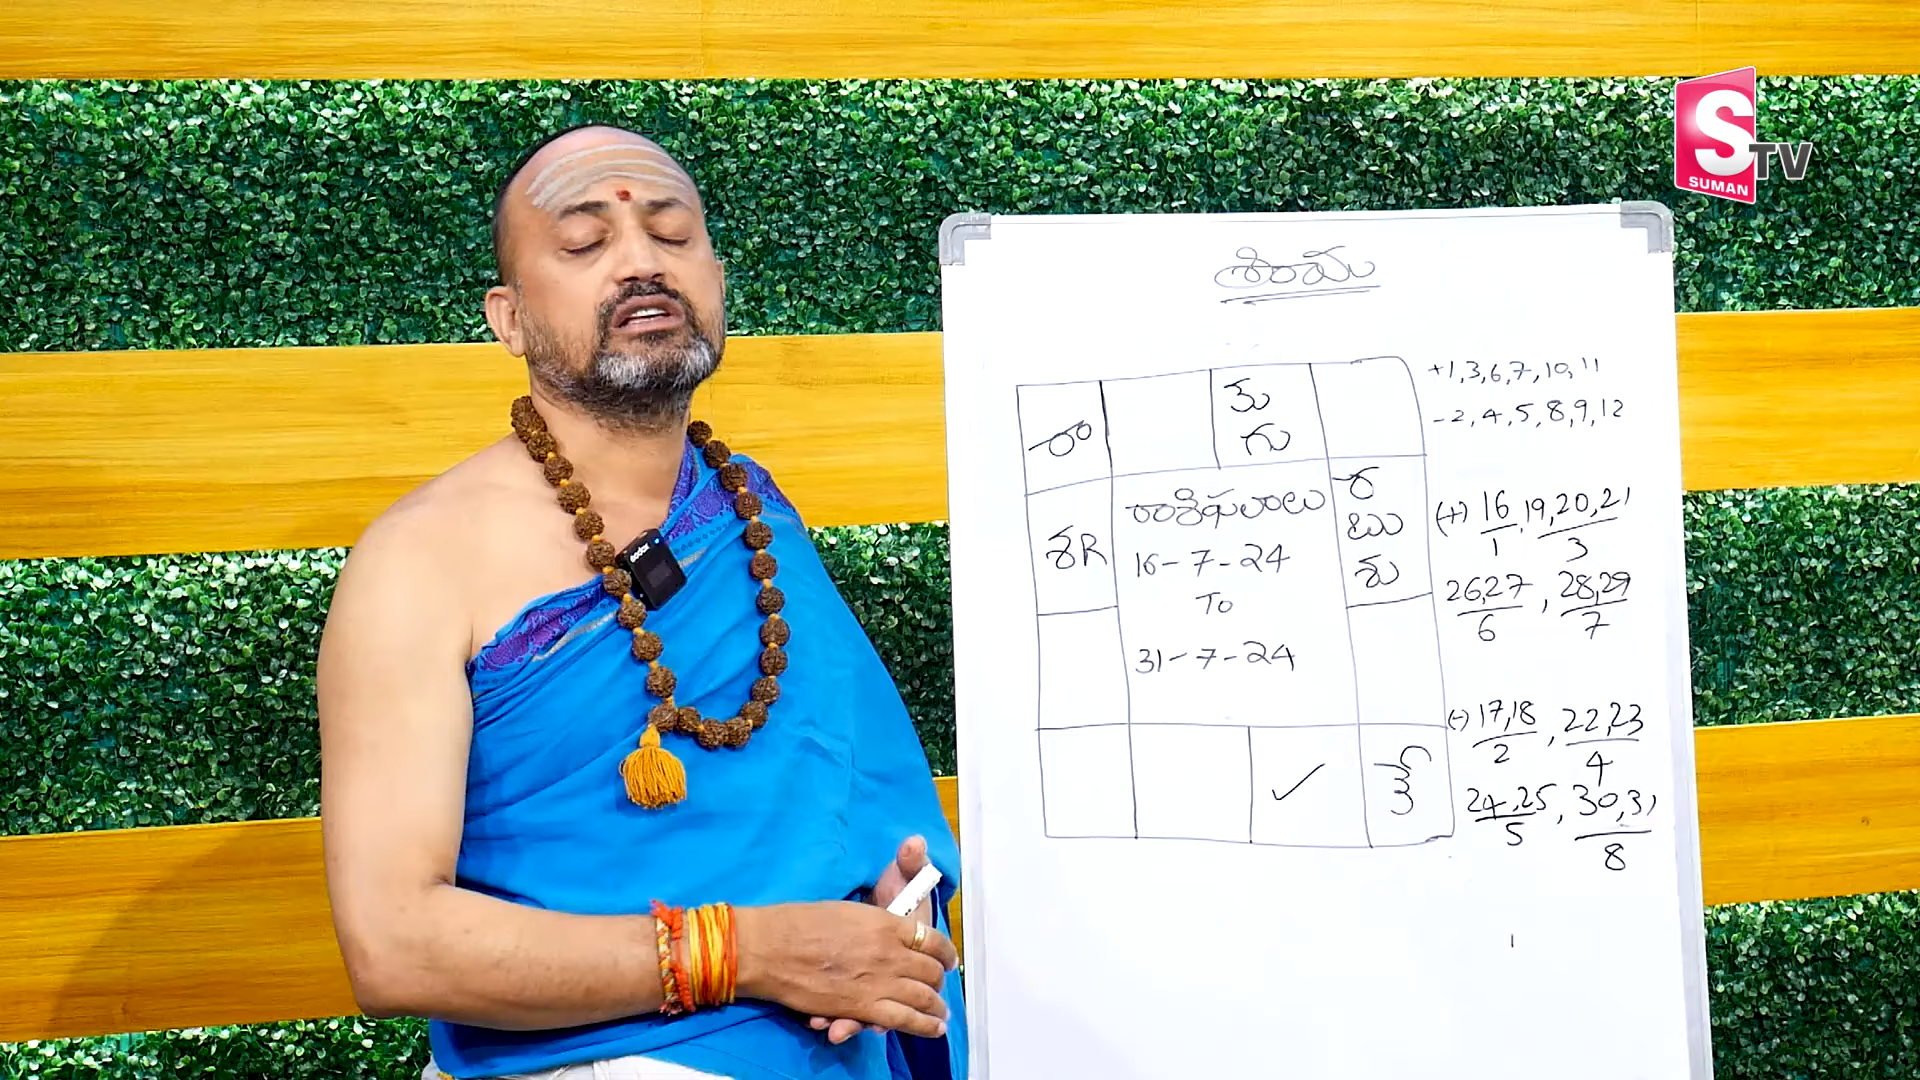 S
TV
SUMAN
శ్రీరామ
+1,3,6,7,10,11
-2,4,5,8,9,12
రా
కు
గు
ర
బు
శు
శR
రాశిఫలాలు
16-7-24
To
31-7-24
కే
✓
(+) 16, 19,20,21
1 3
26,27, 28,29
6 7
(-) 17,18, 22,23
2 4
24,25, 30,31
5 8